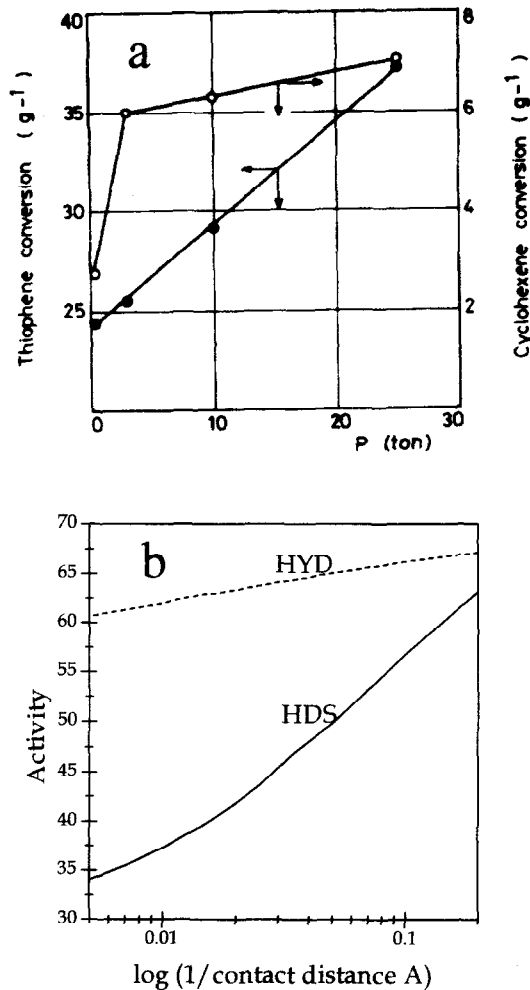 a
40
35
30
25
8
6
4
2
0
10
20
30
P (ton)
Thiophene conversion ( g⁻¹ )
Cyclohexene conversion ( g⁻¹ )
b
70
65
60
55
50
45
40
35
30
HYD
HDS
Activity
0.01
0.1
log (1/contact distance A)